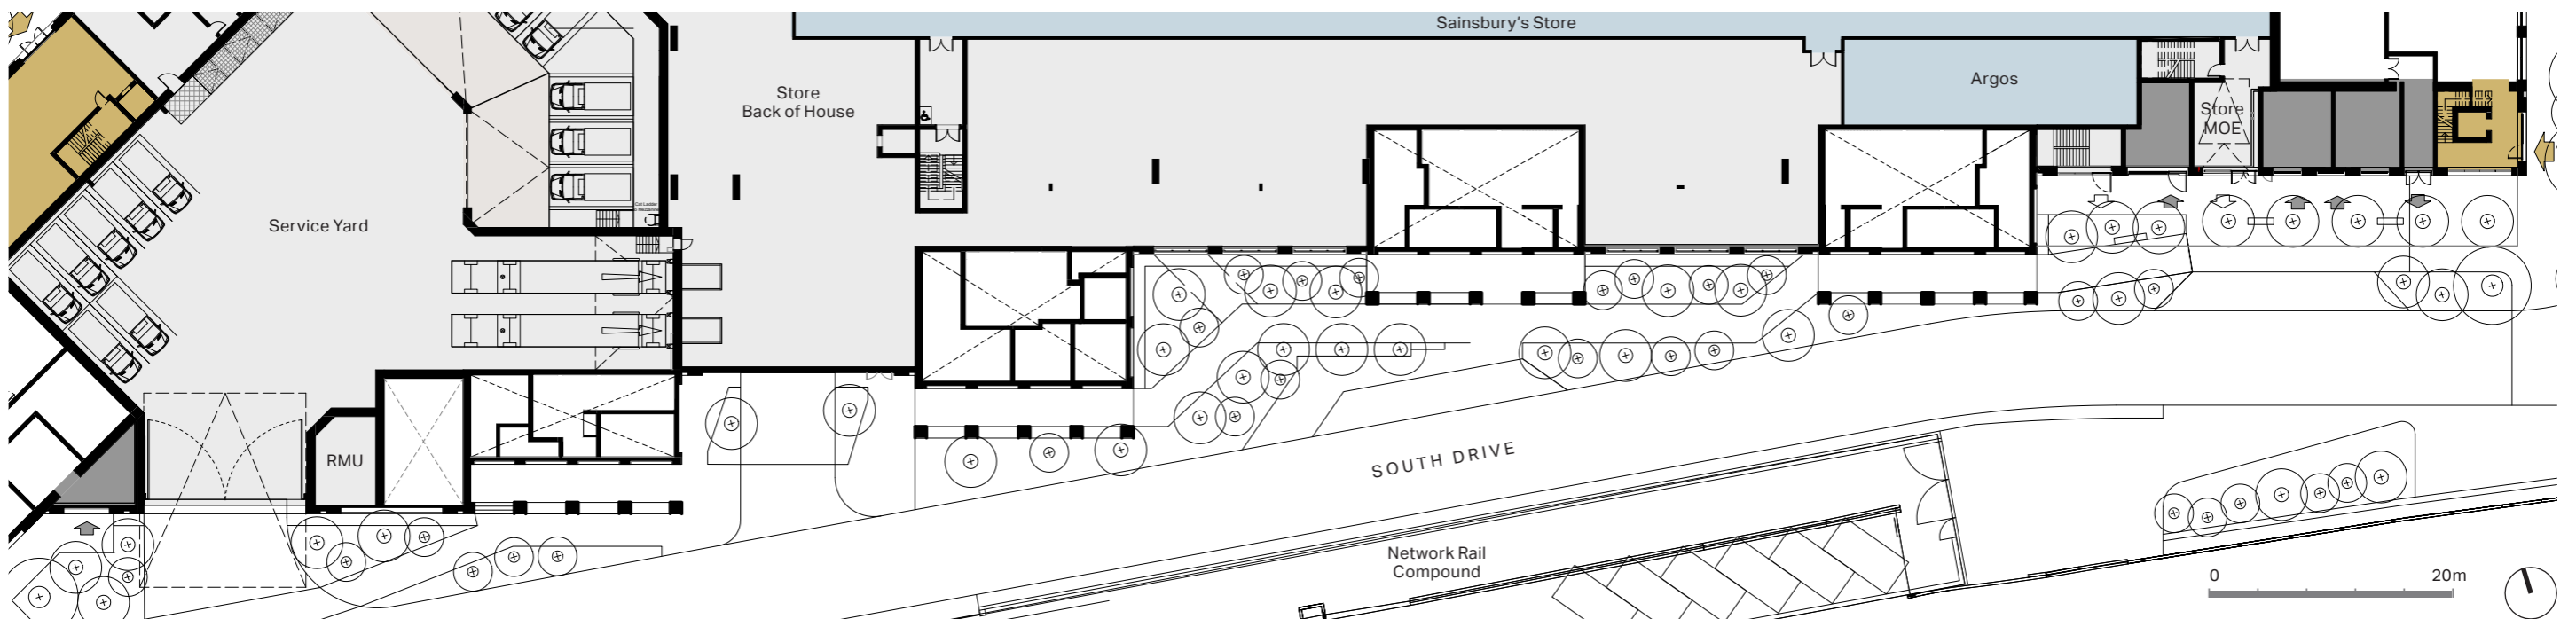 Sainsbury's Store
Argos
Store
Back of House
Store
MOE
Service Yard
RMU
SOUTH DRIVE
Network Rail
Compound
0
20m